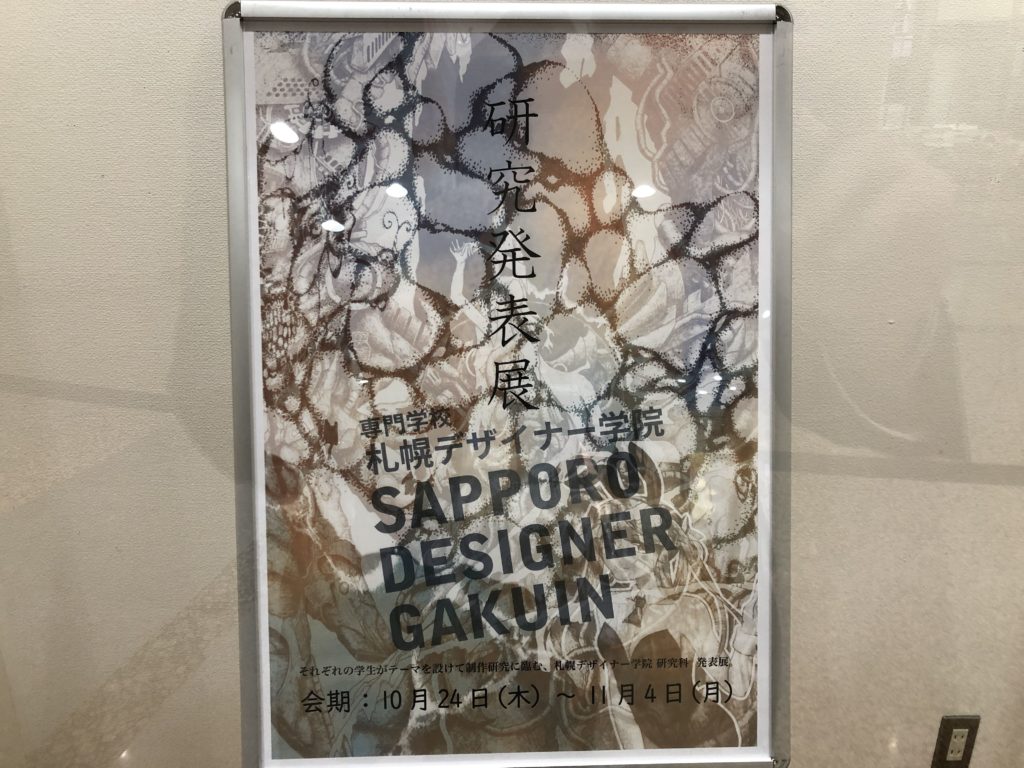 研究発表展
専門学校
札幌デザイナー学院
SAPPORO
DESIGNER
GAKUIN
それぞれの学生がテーマを設けて制作研究に臨む、札幌デザイナー学院 研究科 発表展。
会期：10月24日（木）～11月4日（月）